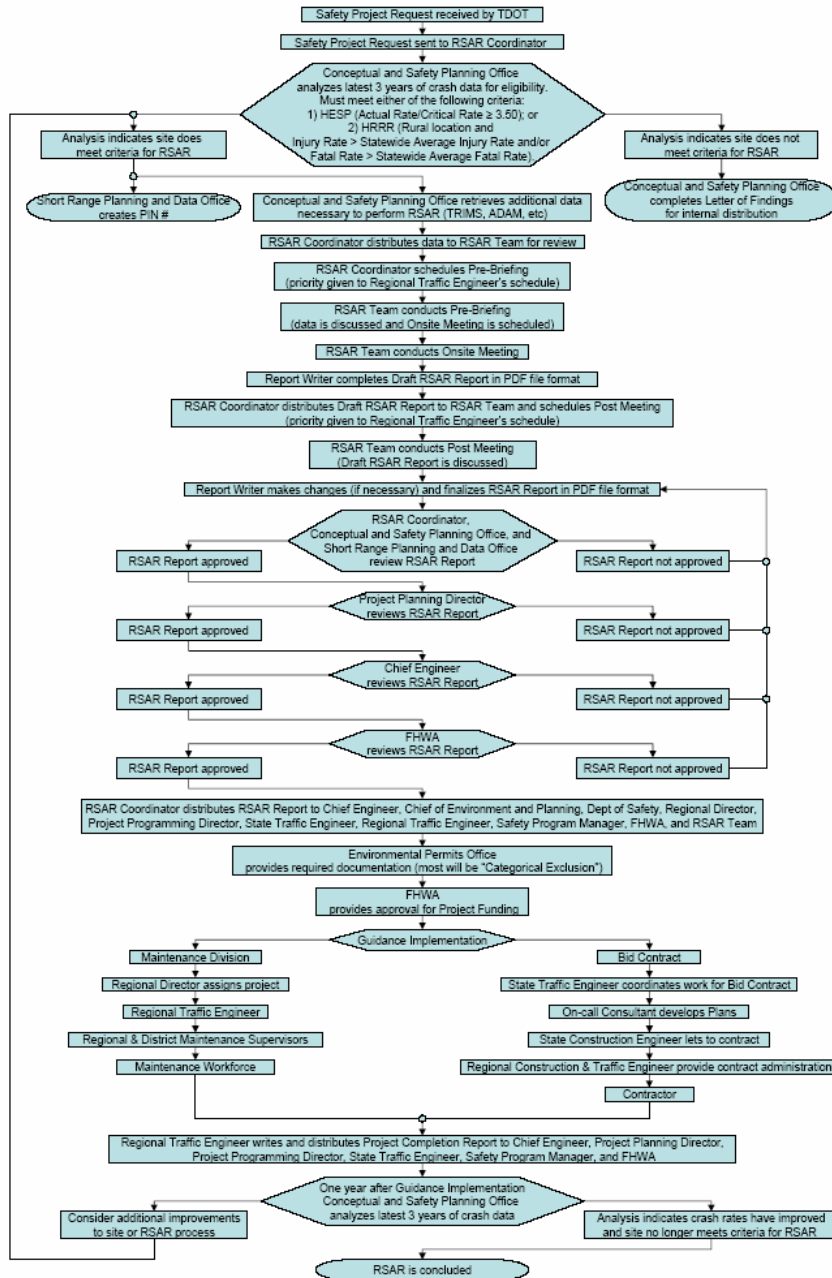 Safety Project Request received by TDOT
Safety Project Request sent to RSAR Coordinator
Conceptual and Safety Planning Office
analyzes latest 3 years of crash data for eligibility.
Must meet either of the following criteria:
1) HESP (Actual Rate/Critical Rate ≥ 3.50); or
2) HRRR (Rural location and
Injury Rate > Statewide Average Injury Rate and/or
Fatal Rate > Statewide Average Fatal Rate).
Analysis indicates site does
meet criteria for RSAR
Analysis indicates site does not
meet criteria for RSAR
Short Range Planning and Data Office
creates PIN #
Conceptual and Safety Planning Office retrieves additional data
necessary to perform RSAR (TRIMS, ADAM, etc)
Conceptual and Safety Planning Office
completes Letter of Findings
for internal distribution
RSAR Coordinator distributes data to RSAR Team for review
RSAR Coordinator schedules Pre-Briefing
(priority given to Regional Traffic Engineer's schedule)
RSAR Team conducts Pre-Briefing
(data is discussed and Onsite Meeting is scheduled)
RSAR Team conducts Onsite Meeting
Report Writer completes Draft RSAR Report in PDF file format
RSAR Coordinator distributes Draft RSAR Report to RSAR Team and schedules Post Meeting
(priority given to Regional Traffic Engineer's schedule)
RSAR Team conducts Post Meeting
(Draft RSAR Report is discussed)
Report Writer makes changes (if necessary) and finalizes RSAR Report in PDF file format
RSAR Coordinator,
Conceptual and Safety Planning Office, and
Short Range Planning and Data Office
review RSAR Report
RSAR Report approved
RSAR Report not approved
Project Planning Director
reviews RSAR Report
RSAR Report approved
RSAR Report not approved
Chief Engineer
reviews RSAR Report
RSAR Report approved
RSAR Report not approved
FHWA
reviews RSAR Report
RSAR Report approved
RSAR Report not approved
RSAR Coordinator distributes RSAR Report to Chief Engineer, Chief of Environment and Planning, Dept of Safety, Regional Director,
Project Programming Director, State Traffic Engineer, Regional Traffic Engineer, Safety Program Manager, FHWA, and RSAR Team
Environmental Permits Office
provides required documentation (most will be "Categorical Exclusion")
FHWA
provides approval for Project Funding
Guidance Implementation
Maintenance Division
Regional Director assigns project
Regional Traffic Engineer
Regional & District Maintenance Supervisors
Maintenance Workforce
Bid Contract
State Traffic Engineer coordinates work for Bid Contract
On-call Consultant develops Plans
State Construction Engineer lets to contract
Regional Construction & Traffic Engineer provide contract administration
Contractor
Regional Traffic Engineer writes and distributes Project Completion Report to Chief Engineer, Project Planning Director,
Project Programming Director, State Traffic Engineer, Safety Program Manager, and FHWA
One year after Guidance Implementation
Conceptual and Safety Planning Office
analyzes latest 3 years of crash data
Consider additional improvements
to site or RSAR process
Analysis indicates crash rates have improved
and site no longer meets criteria for RSAR
RSAR is concluded